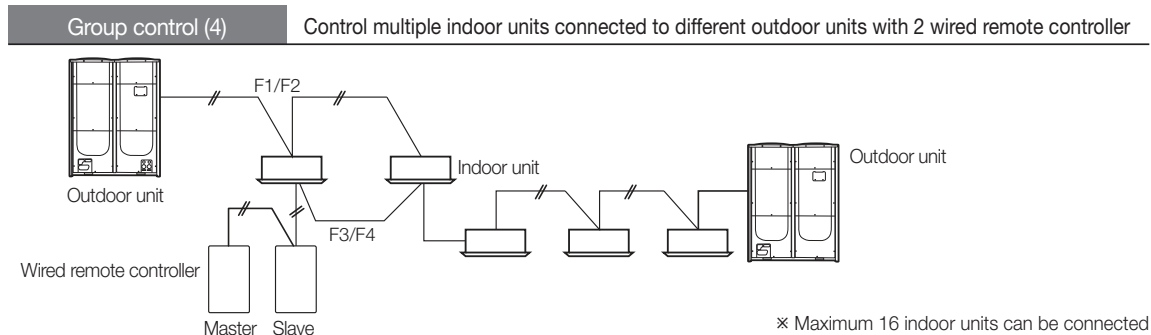 Group control (4)
Control multiple indoor units connected to different outdoor units with 2 wired remote controller
F1/F2
Indoor unit
Outdoor unit
Outdoor unit
F3/F4
Wired remote controller
Master Slave
※ Maximum 16 indoor units can be connected